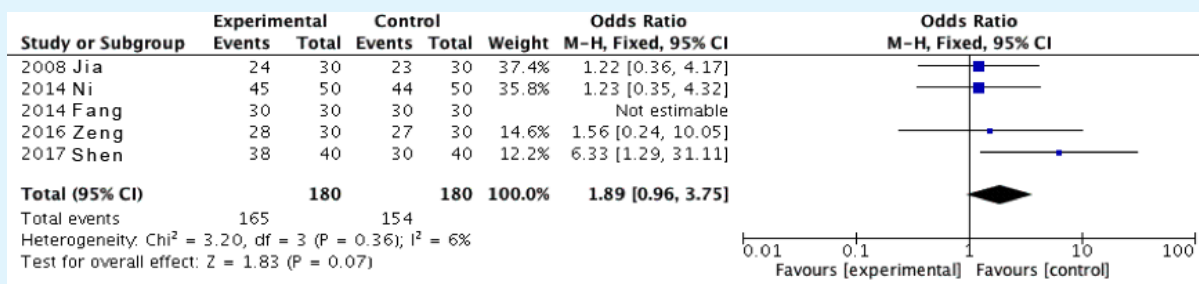 Experimental Control Odds Ratio Odds Ratio
Study or Subgroup Events Total Events Total Weight M-H, Fixed, 95% CI M-H, Fixed, 95% CI
2008 Jia 24 30 23 30 37.4% 1.22 [0.36, 4.17]
2014 Ni 45 50 44 50 35.8% 1.23 [0.35, 4.32]
2014 Fang 30 30 30 30 Not estimable
2016 Zeng 28 30 27 30 14.6% 1.56 [0.24, 10.05]
2017 Shen 38 40 30 40 12.2% 6.33 [1.29, 31.11]
Total (95% CI) 180 180 100.0% 1.89 [0.96, 3.75]
Total events 165 154
Heterogeneity: Chi² = 3.20, df = 3 (P = 0.36); I² = 6%
Test for overall effect: Z = 1.83 (P = 0.07)
0.01 0.1 1 10 100
Favours [experimental] Favours [control]